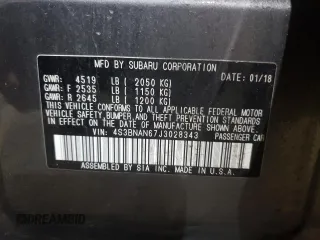 MFD BY SUBARU CORPORATION
GVWR: 4519 LB ( 2050 KG) DATE: 01/18
GAWR: F 2535 LB ( 1150 KG)
GAWR: R 2645 LB ( 1200 KG)
THIS VEHICLE CONFORMS TO ALL APPLICABLE FEDERAL MOTOR
VEHICLE SAFETY,BUMPER,AND THEFT PREVENTION STANDARDS
IN EFFECT ON THE DATE OF MANUFACTURE SHOWN ABOVE.
VIN: 4S3BNAN67J3028343 PASSENGER CAR
ASSEMBLED BY SIA INC. MADE IN U.S.A.
DREAMBID